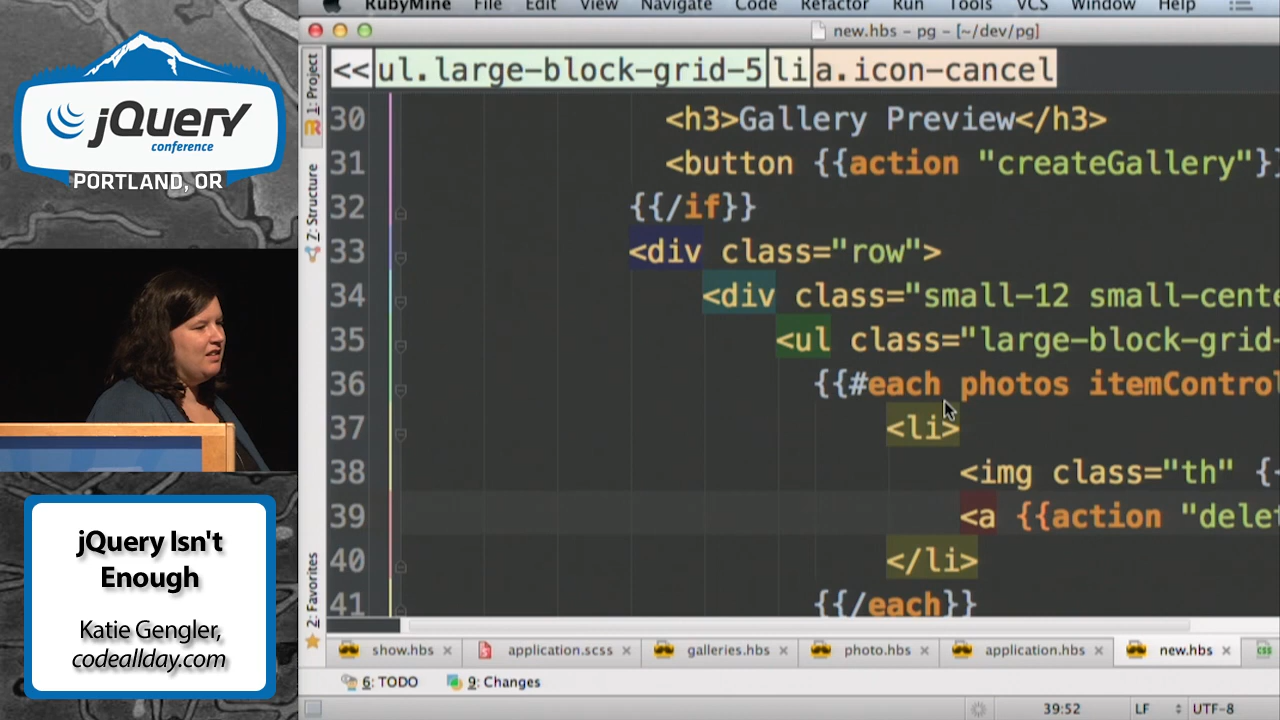 jQuery
conference
PORTLAND, OR
jQuery Isn't
Enough
Katie Gengler,
codeallday.com
RubyMine File Edit View Navigate Code Refactor Run Tools VCS Window Help
new.hbs – pg – [~/dev/pg]
<< ul.large-block-grid-5 li a.icon-cancel
1: Project
7: Structure
2: Favorites
30 <h3>Gallery Preview</h3>
31 <button {{action "createGallery"}}
32 {{/if}}
33 <div class="row">
34 <div class="small-12 small-cente
35 <ul class="large-block-grid-
36 {{#each photos itemControl
37 <li>
38 <img class="th" {
39 <a {{action "delet
40 </li>
41 {{/each}}
show.hbs application.scss galleries.hbs photo.hbs application.hbs new.hbs
6: TODO 9: Changes
39:52 LF UTF-8